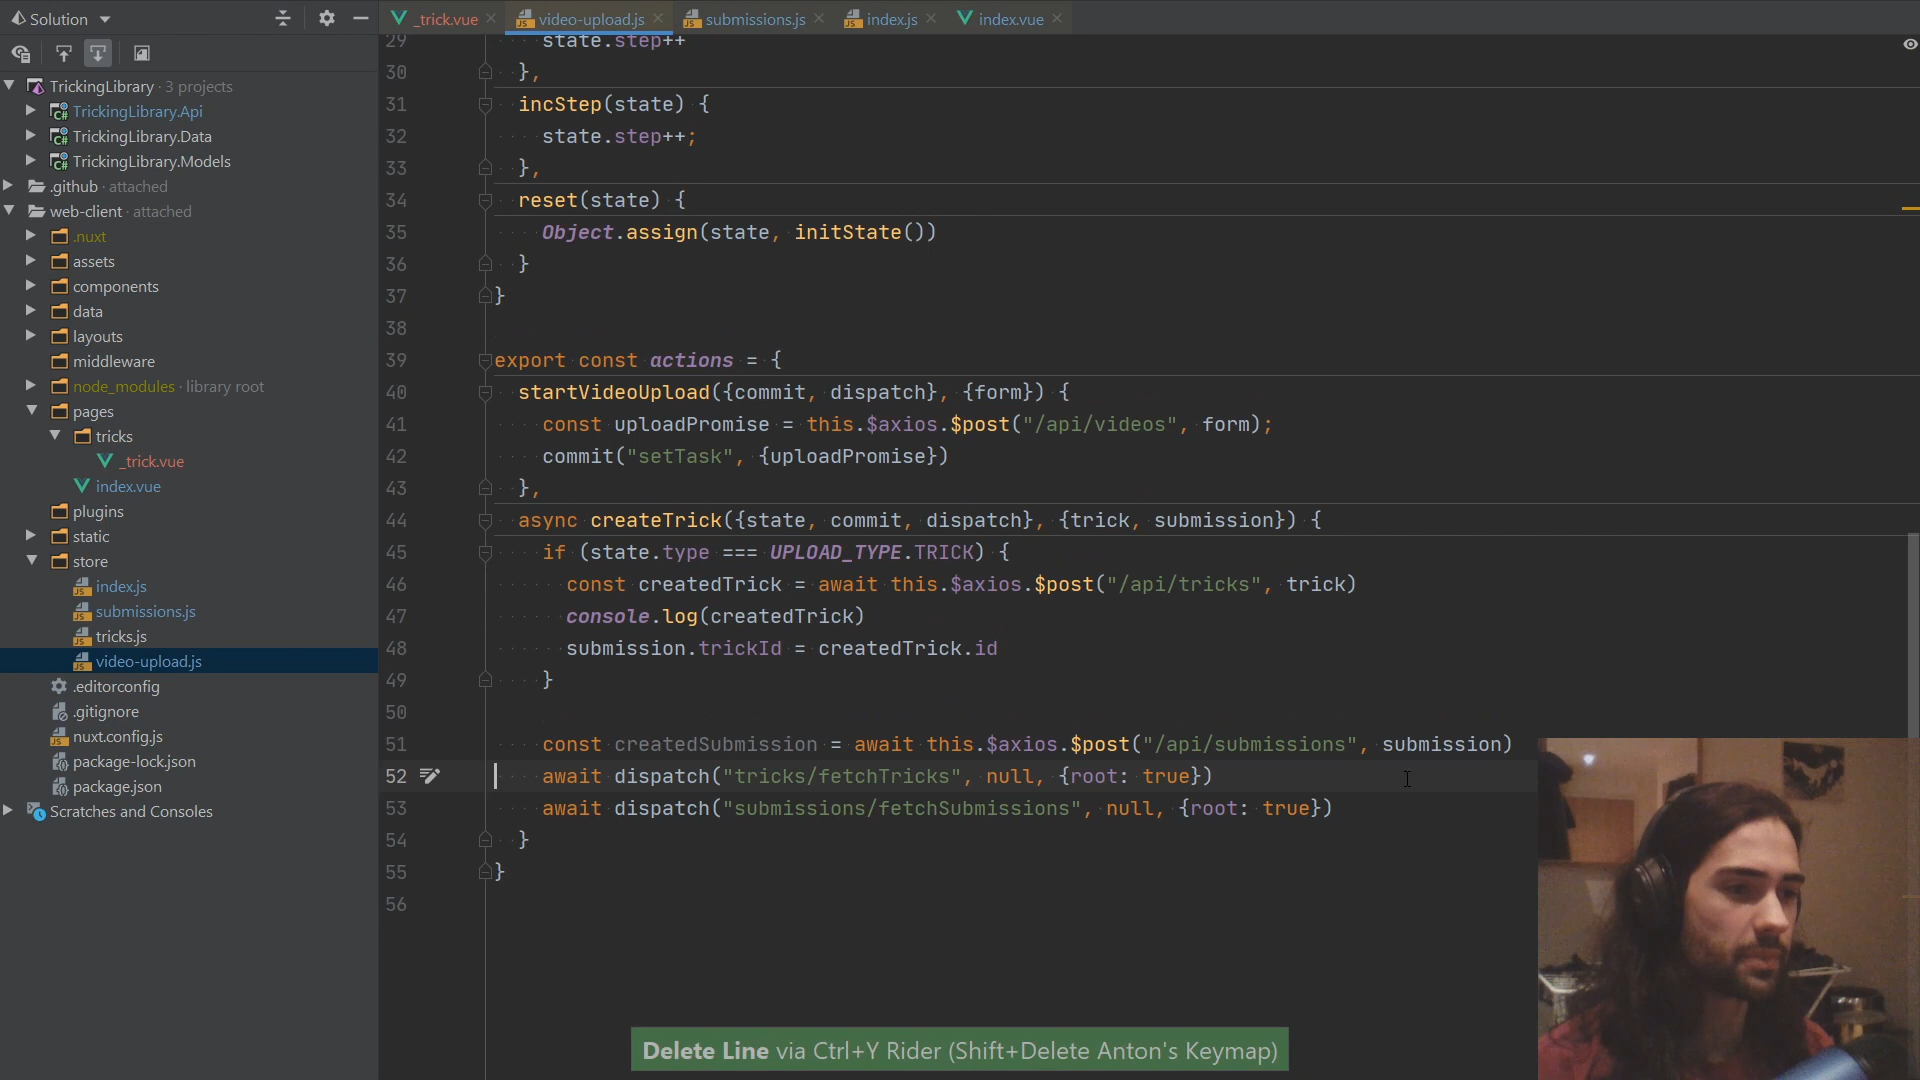 Solution
_trick.vue
video-upload.js
submissions.js
index.js
index.vue
TrickingLibrary · 3 projects
TrickingLibrary.Api
TrickingLibrary.Data
TrickingLibrary.Models
.github · attached
web-client · attached
.nuxt
assets
components
data
layouts
middleware
node_modules · library root
pages
tricks
_trick.vue
index.vue
plugins
static
store
index.js
submissions.js
tricks.js
video-upload.js
.editorconfig
.gitignore
nuxt.config.js
package-lock.json
package.json
Scratches and Consoles
29 state.step++
30 },
31 incStep(state) {
32 state.step++;
33 },
34 reset(state) {
35 Object.assign(state, initState())
36 }
37 }
38
39 export const actions = {
40 startVideoUpload({commit, dispatch}, {form}) {
41 const uploadPromise = this.$axios.$post("/api/videos", form);
42 commit("setTask", {uploadPromise})
43 },
44 async createTrick({state, commit, dispatch}, {trick, submission}) {
45 if (state.type === UPLOAD_TYPE.TRICK) {
46 const createdTrick = await this.$axios.$post("/api/tricks", trick)
47 console.log(createdTrick)
48 submission.trickId = createdTrick.id
49 }
50
51 const createdSubmission = await this.$axios.$post("/api/submissions", submission)
52 await dispatch("tricks/fetchTricks", null, {root: true})
53 await dispatch("submissions/fetchSubmissions", null, {root: true})
54 }
55 }
56
Delete Line via Ctrl+Y Rider (Shift+Delete Anton's Keymap)